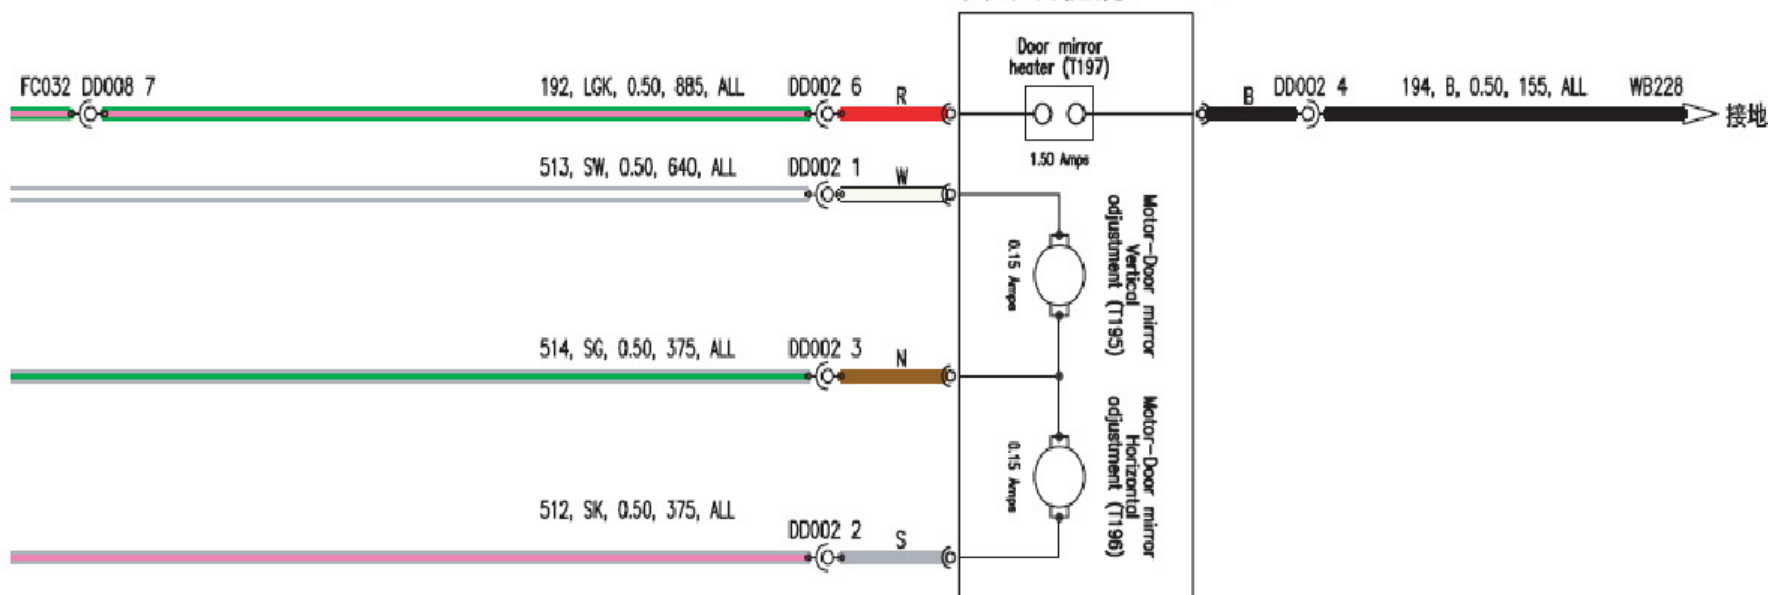 Door mirror
heater (T197)
FC032 DD008 7
192, LGK, 0.50, 885, ALL
DD002 6
R
B
DD002 4
194, B, 0.50, 155, ALL
WB228
接地
1.50 Amps
513, SW, 0.50, 640, ALL
DD002 1
W
Motor-Door mirror
Vertical
adjustment (T195)
0.15 Amps
514, SG, 0.50, 375, ALL
DD002 3
N
Motor-Door mirror
Horizontal
adjustment (T196)
0.15 Amps
512, SK, 0.50, 375, ALL
DD002 2
S